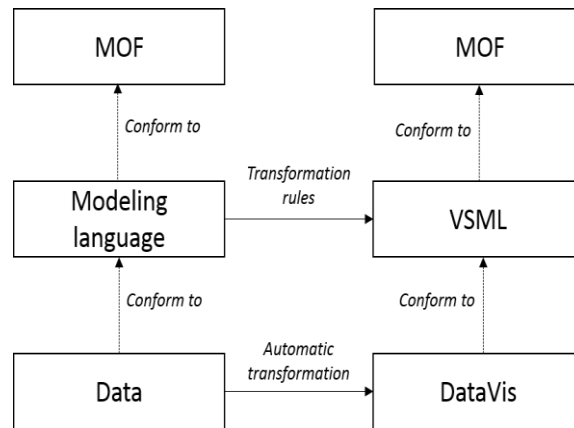 MOF
MOF
Conform to
Conform to
Transformation
rules
Modeling
language
VSML
Conform to
Conform to
Automatic
transformation
Data
DataVis